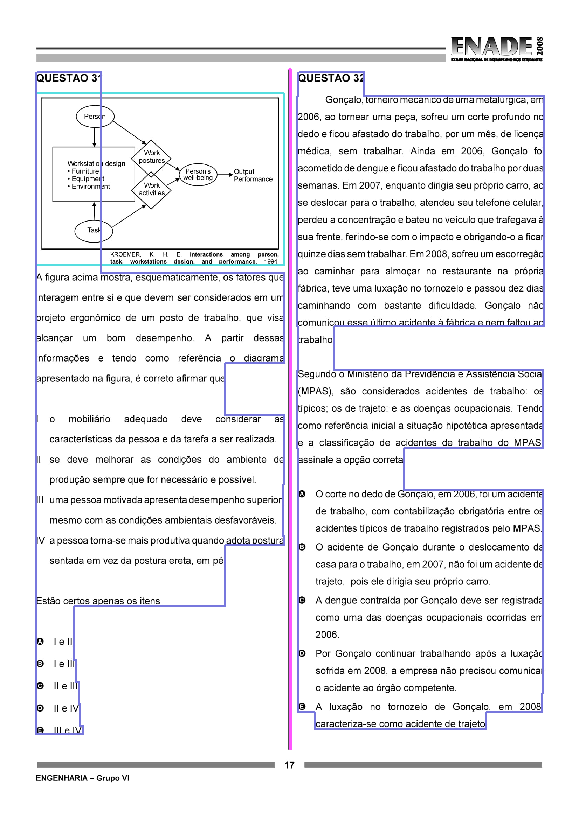 ENADE 2008
EXAME NACIONAL DE DESEMPENHO DOS ESTUDANTES
QUESTÃO 31
Person
Workstation design
• Furniture
• Equipment
• Environment
Task
Work
postures
Work
activities
Person's
well-being
Output
Performance
KROEMER, K. H. E. Interactions among person,
task, workstations design, and performance, 1994.
A figura acima mostra, esquematicamente, os fatores que
interagem entre si e que devem ser considerados em um
projeto ergonômico de um posto de trabalho, que visa
alcançar um bom desempenho. A partir dessas
informações e tendo como referência o diagrama
apresentado na figura, é correto afirmar que
I o mobiliário adequado deve considerar as
características da pessoa e da tarefa a ser realizada.
II se deve melhorar as condições do ambiente de
produção sempre que for necessário e possível.
III uma pessoa motivada apresenta desempenho superior,
mesmo com as condições ambientais desfavoráveis.
IV a pessoa torna-se mais produtiva quando adota postura
sentada em vez da postura ereta, em pé.
Estão certos apenas os itens
A I e II.
B I e III.
C II e III.
D II e IV.
E III e IV.
QUESTÃO 32
Gonçalo, torneiro mecânico de uma metalúrgica, em
2006, ao tornear uma peça, sofreu um corte profundo no
dedo e ficou afastado do trabalho, por um mês, de licença
médica, sem trabalhar. Ainda em 2006, Gonçalo foi
acometido de dengue e ficou afastado do trabalho por duas
semanas. Em 2007, enquanto dirigia seu próprio carro, ao
se deslocar para o trabalho, atendeu seu telefone celular,
perdeu a concentração e bateu no veículo que trafegava à
sua frente, ferindo-se com o impacto e obrigando-o a ficar
quinze dias sem trabalhar. Em 2008, sofreu um escorregão
ao caminhar para almoçar no restaurante na própria
fábrica, teve uma luxação no tornozelo e passou dez dias
caminhando com bastante dificuldade. Gonçalo não
comunicou esse último acidente à fábrica e nem faltou ao
trabalho.
Segundo o Ministério da Previdência e Assistência Social
(MPAS), são considerados acidentes de trabalho: os
típicos; os de trajeto; e as doenças ocupacionais. Tendo
como referência inicial a situação hipotética apresentada
e a classificação de acidentes de trabalho do MPAS,
assinale a opção correta.
A O corte no dedo de Gonçalo, em 2006, foi um acidente
de trabalho, com contabilização obrigatória entre os
acidentes típicos de trabalho registrados pelo MPAS.
B O acidente de Gonçalo durante o deslocamento da
casa para o trabalho, em 2007, não foi um acidente de
trajeto, pois ele dirigia seu próprio carro.
C A dengue contraída por Gonçalo deve ser registrada
como uma das doenças ocupacionais ocorridas em
2006.
D Por Gonçalo continuar trabalhando após a luxação
sofrida em 2008, a empresa não precisou comunicar
o acidente ao órgão competente.
E A luxação no tornozelo de Gonçalo, em 2008,
caracteriza-se como acidente de trajeto.
17
ENGENHARIA – Grupo VI